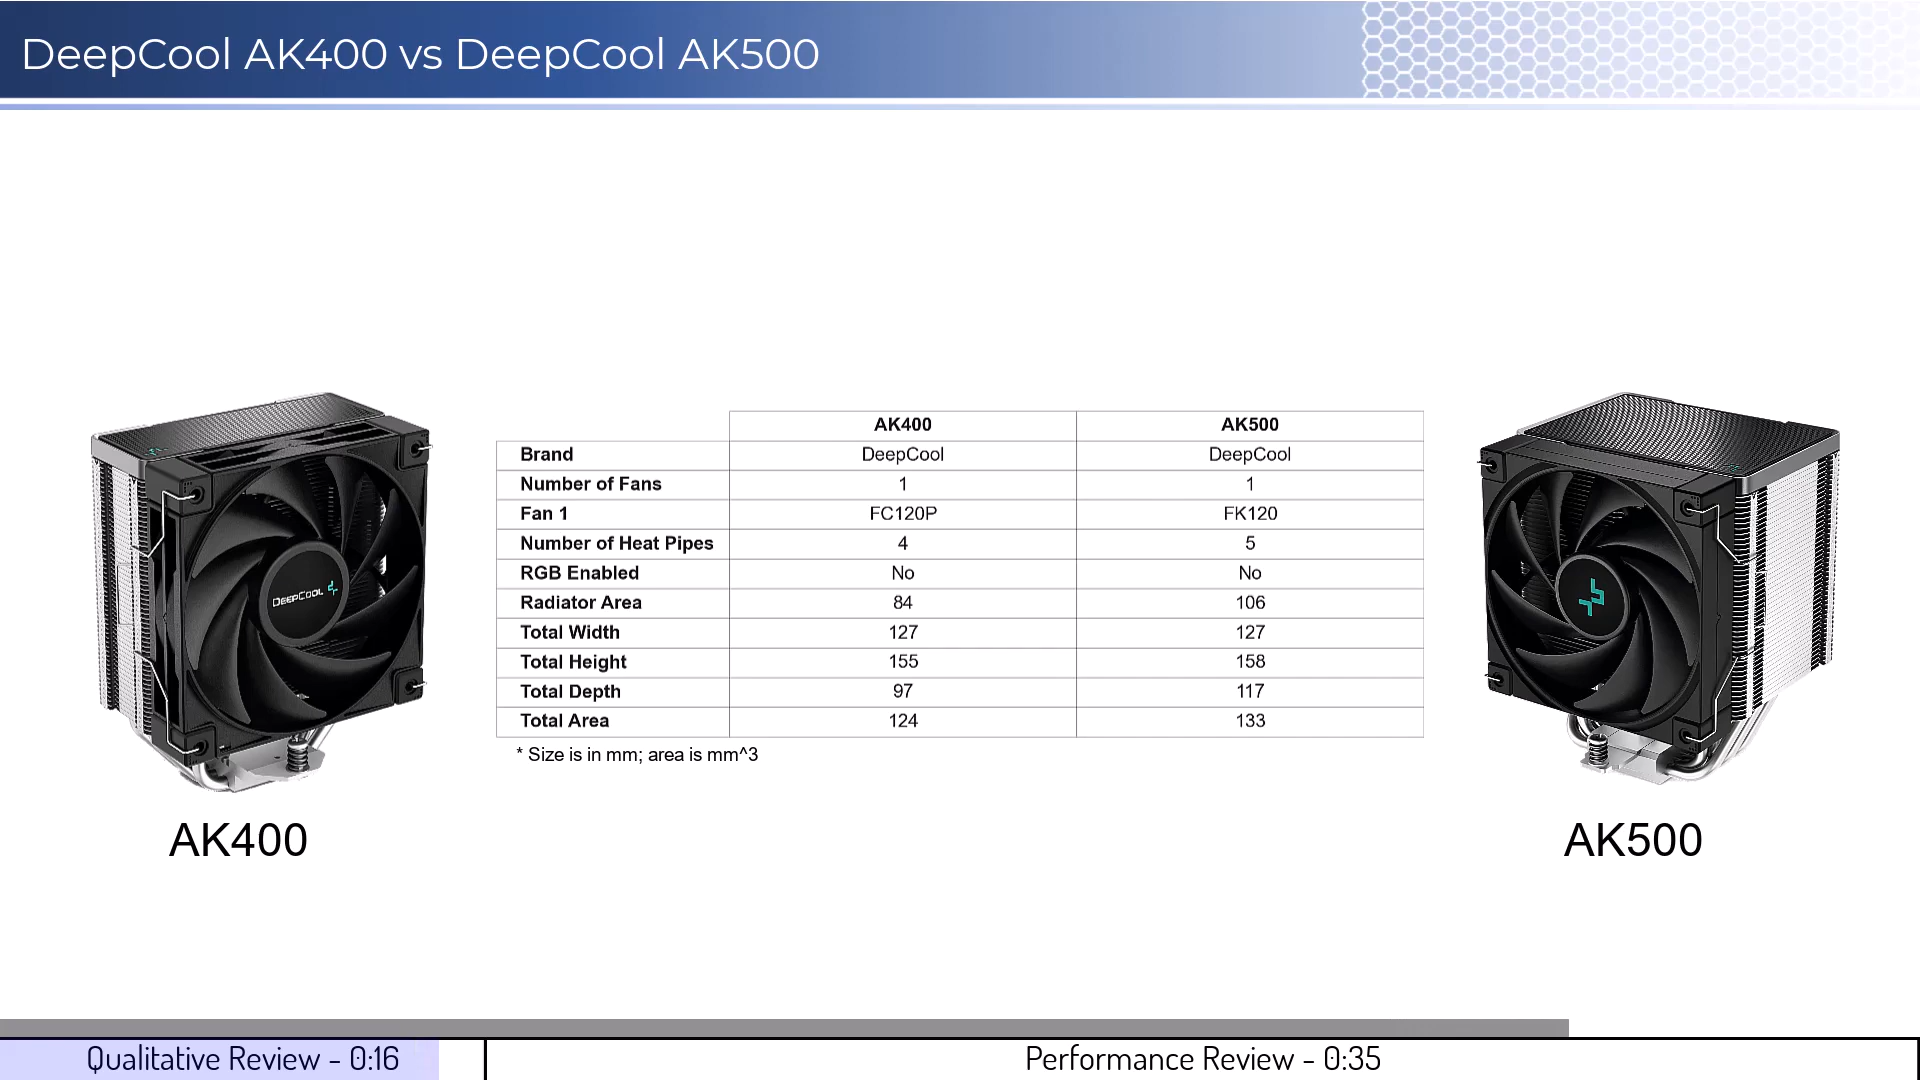 DeepCool AK400 vs DeepCool AK500
AK400 AK500
Brand DeepCool DeepCool
Number of Fans 1 1
Fan 1 FC120P FK120
Number of Heat Pipes 4 5
RGB Enabled No No
Radiator Area 84 106
Total Width 127 127
Total Height 155 158
Total Depth 97 117
Total Area 124 133
* Size is in mm; area is mm^3
DEEPCOOL
AK400
AK500
Qualitative Review - 0:16
Performance Review - 0:35